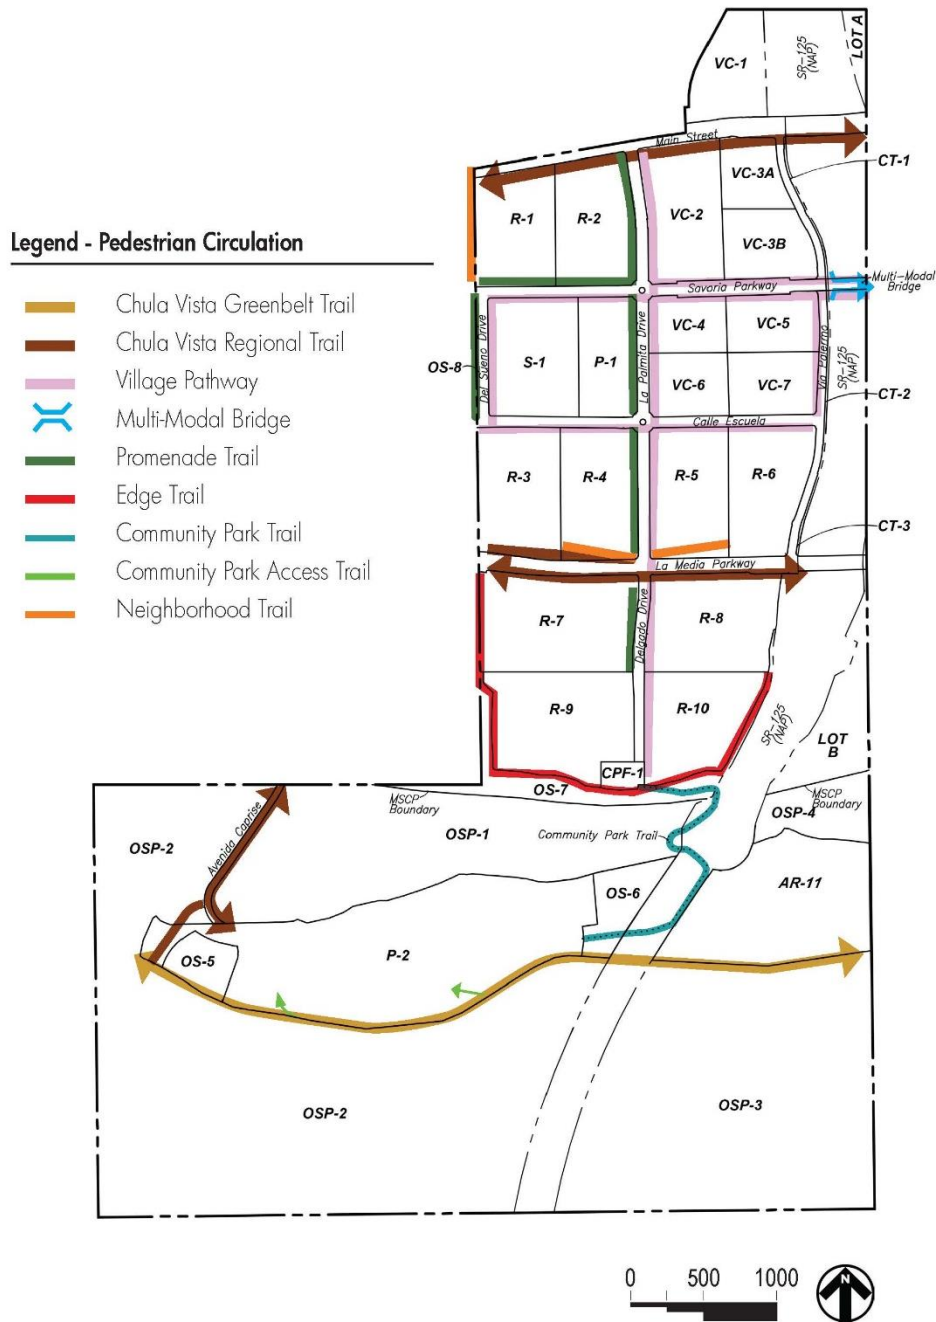 VC-1
SR-125
(NAP)
LOT A
Main Street
CT-1
VC-3A
R-1
R-2
VC-2
VC-3B
Legend - Pedestrian Circulation
Multi-Modal
Bridge
Savoria Parkway
Chula Vista Greenbelt Trail
Chula Vista Regional Trail
Village Pathway
Multi-Modal Bridge
Promenade Trail
Edge Trail
Community Park Trail
Community Park Access Trail
Neighborhood Trail
OS-8
Del Sueno Drive
S-1
P-1
La Palmita Drive
VC-4
VC-5
Via Palermo
SR-125
(NAP)
VC-6
VC-7
CT-2
Calle Escuela
R-3
R-4
R-5
R-6
CT-3
La Media Parkway
R-7
Delgado Drive
R-8
R-9
R-10
SR-125
(NAP)
LOT
B
CPF-1
OS-7
MSCP
Boundary
MSCP
Boundary
OSP-4
OSP-2
Avenida Caprise
OSP-1
Community Park Trail
OS-6
AR-11
OS-5
P-2
OSP-2
OSP-3
0 500 1000
N